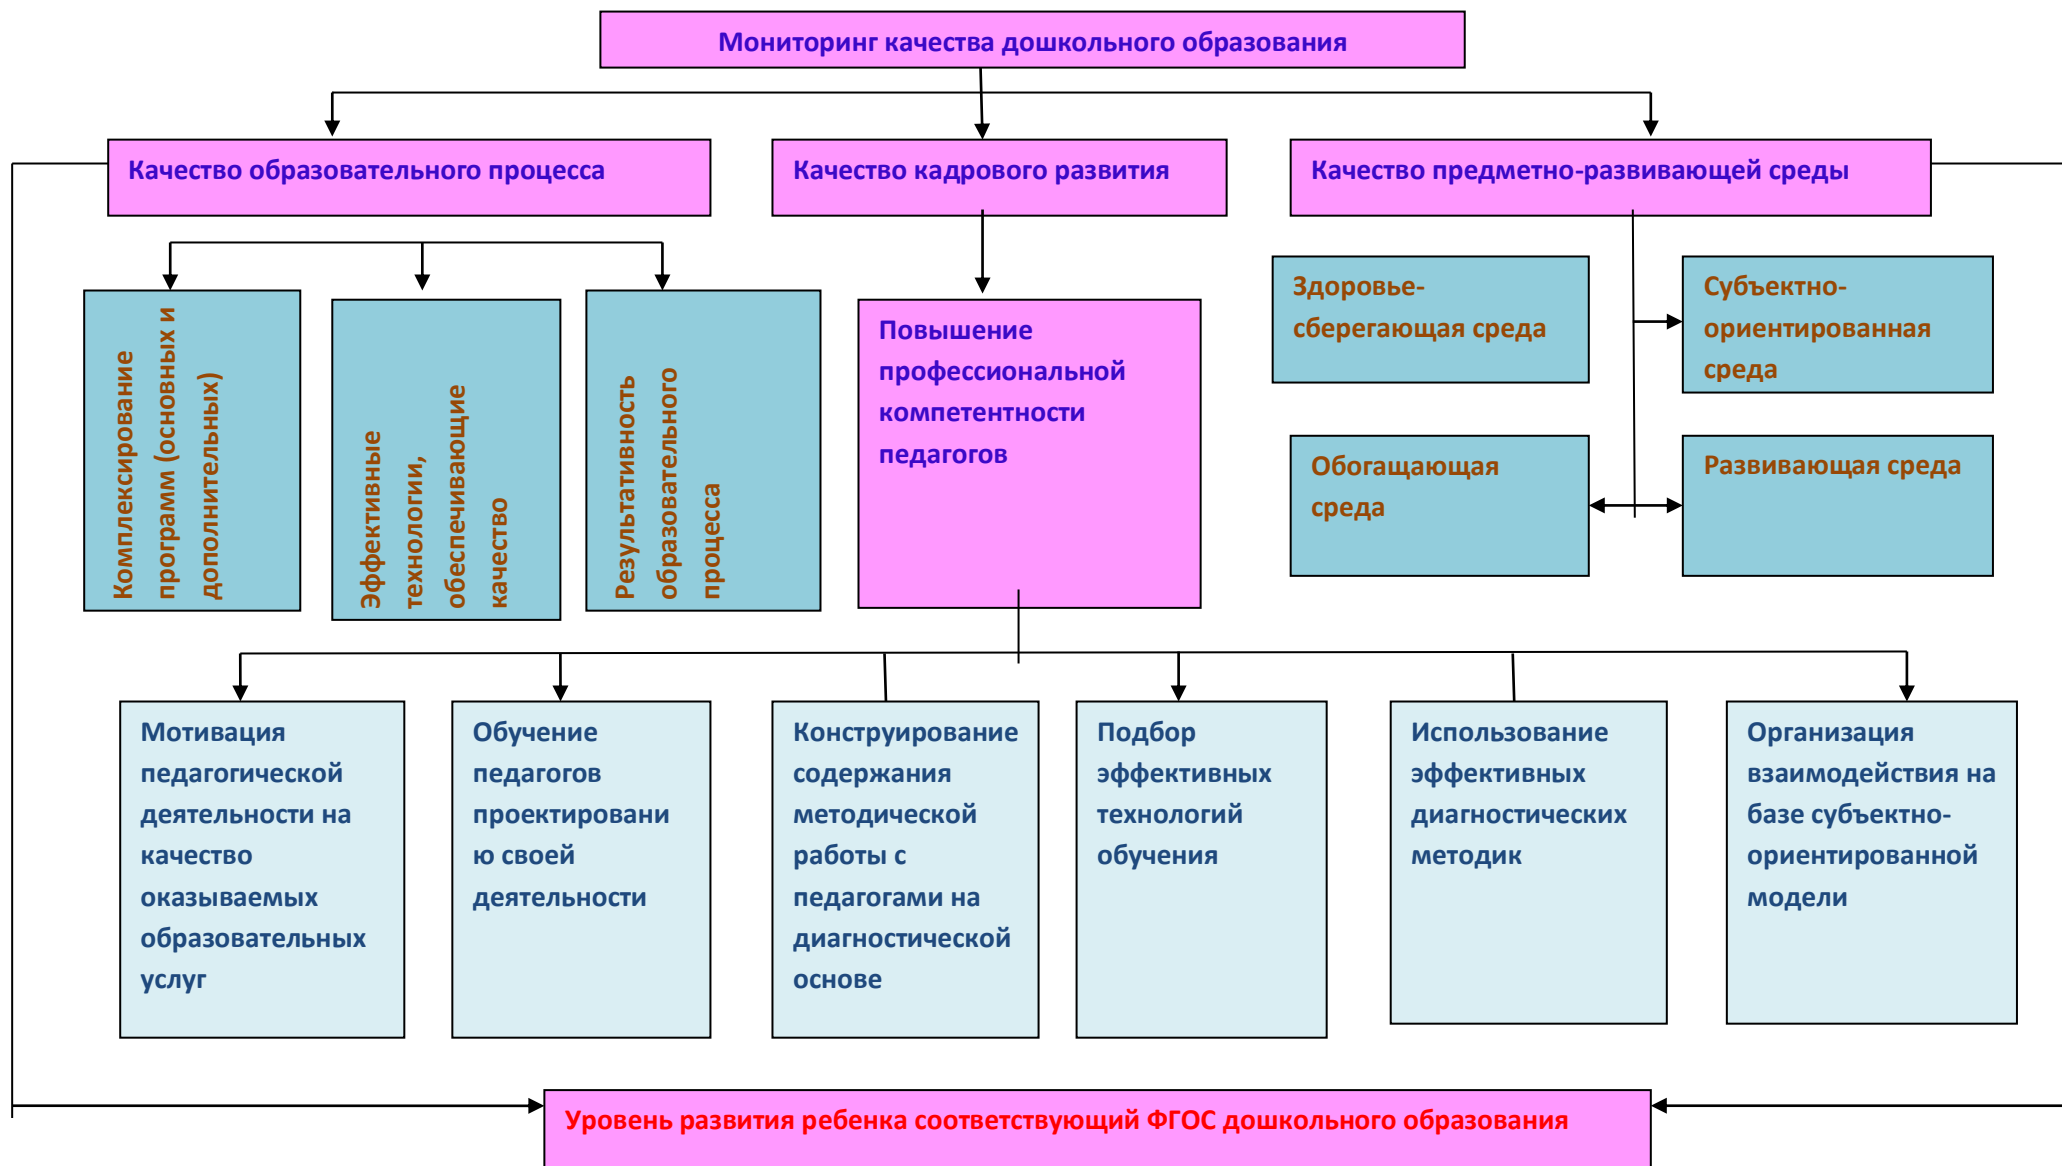 Мониторинг качества дошкольного образования
Качество образовательного процесса
Качество кадрового развития
Качество предметно-развивающей среды
Комплексирование
программ (основных и
дополнительных)
Эффективные
технологии,
обеспечивающие
качество
Результативность
образовательного
процесса
Повышение
профессиональной
компетентности
педагогов
Здоровье-
сберегающая среда
Субъектно-
ориентированная
среда
Обогащающая
среда
Развивающая среда
Мотивация
педагогической
деятельности на
качество
оказываемых
образовательных
услуг
Обучение
педагогов
проектировани
ю своей
деятельности
Конструирование
содержания
методической
работы с
педагогами на
диагностической
основе
Подбор
эффективных
технологий
обучения
Использование
эффективных
диагностических
методик
Организация
взаимодействия на
базе субъектно-
ориентированной
модели
Уровень развития ребенка соответствующий ФГОС дошкольного образования